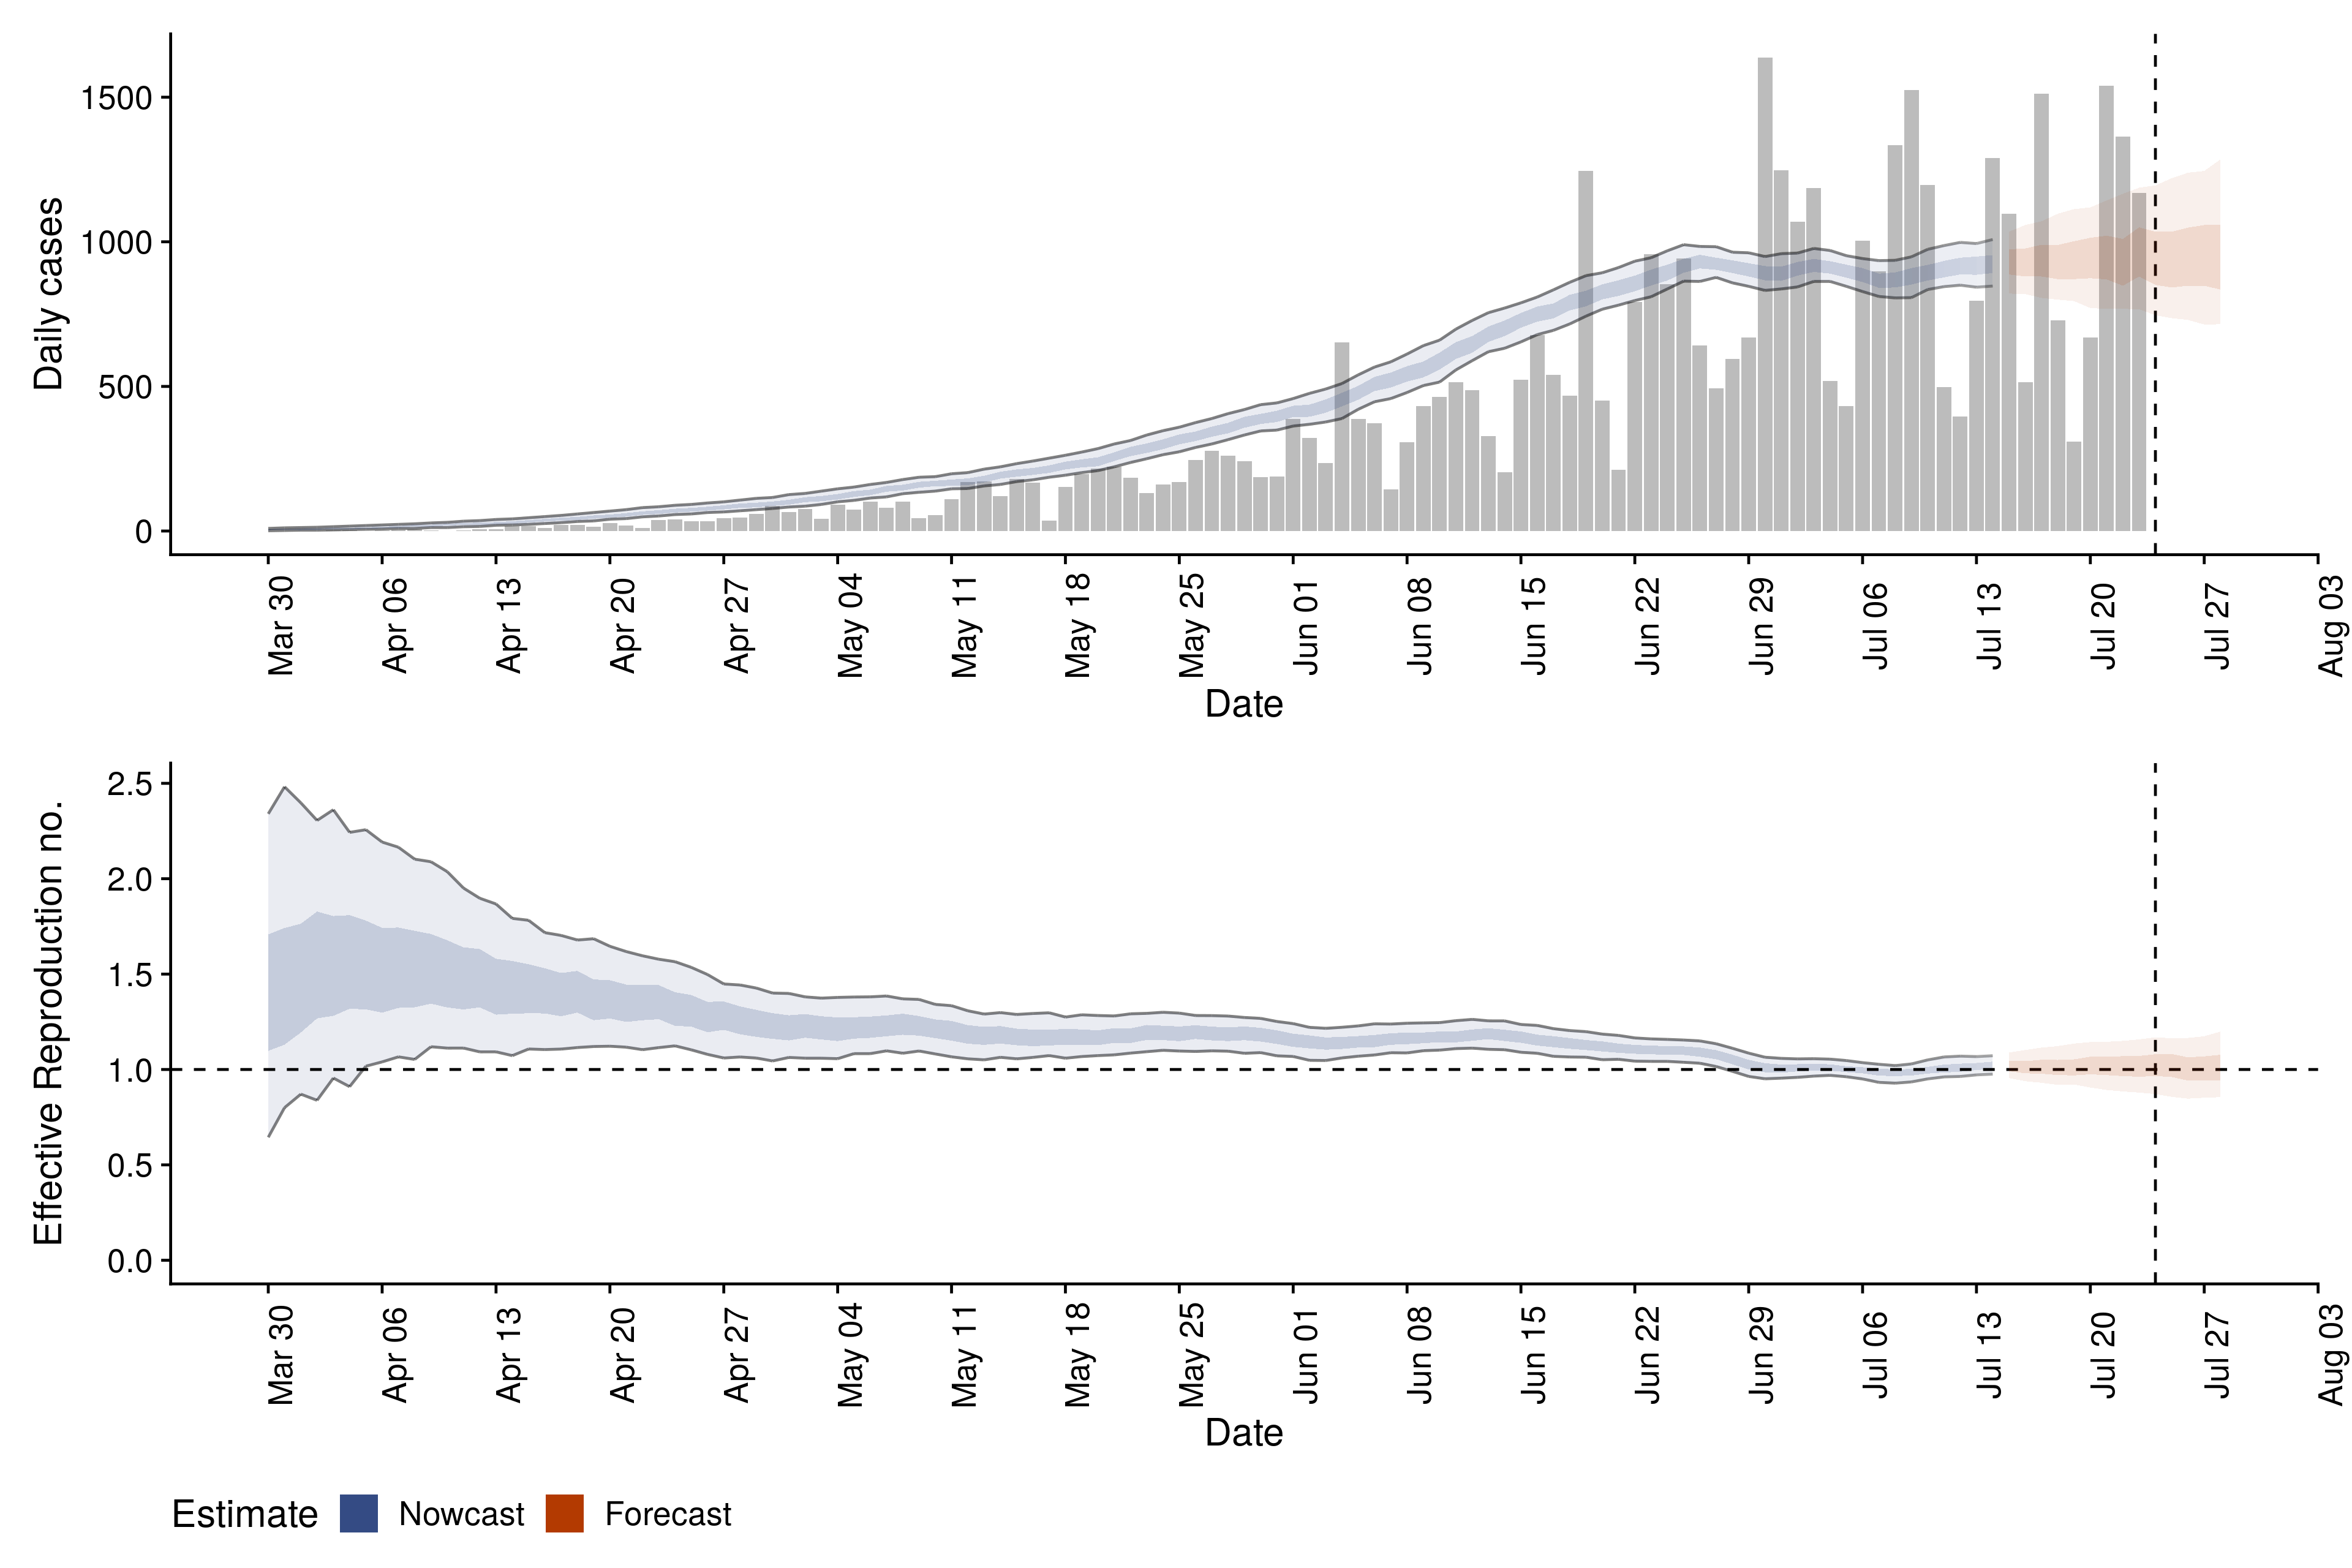 Daily cases
1500
1000
500
0
Mar 30
Apr 06
Apr 13
Apr 20
Apr 27
May 04
May 11
May 18
May 25
Jun 01
Jun 08
Jun 15
Jun 22
Jun 29
Jul 06
Jul 13
Jul 20
Jul 27
Aug 03
Date
Effective Reproduction no.
2.5
2.0
1.5
1.0
0.5
0.0
Mar 30
Apr 06
Apr 13
Apr 20
Apr 27
May 04
May 11
May 18
May 25
Jun 01
Jun 08
Jun 15
Jun 22
Jun 29
Jul 06
Jul 13
Jul 20
Jul 27
Aug 03
Date
Estimate Nowcast Forecast